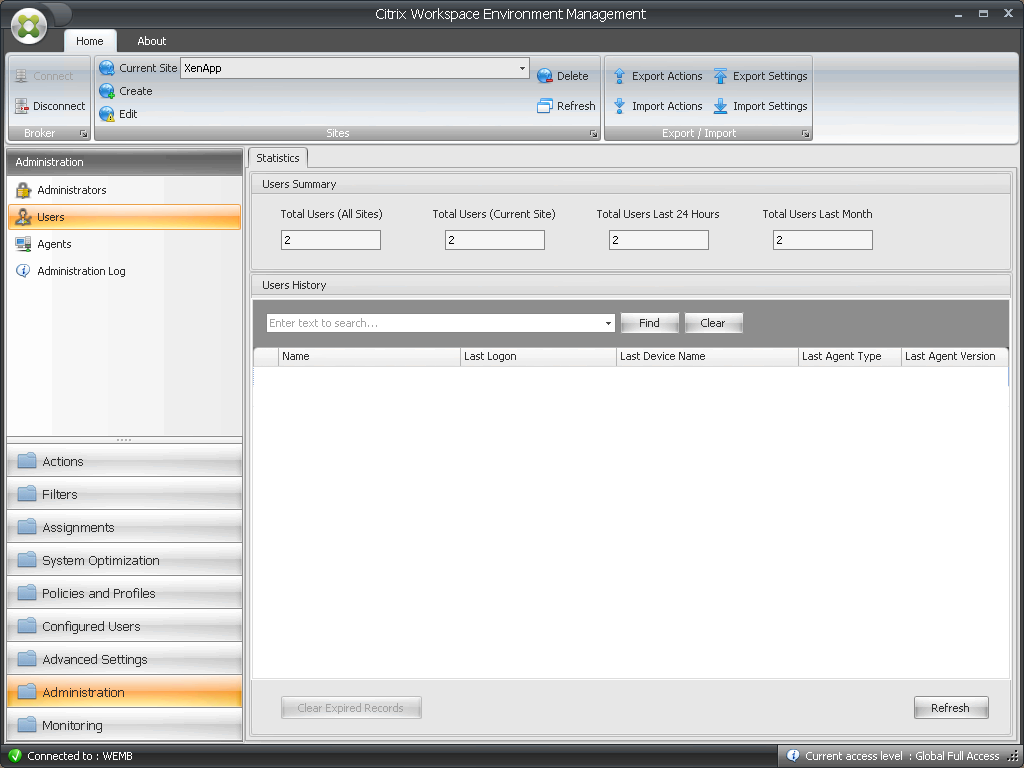 Citrix Workspace Environment Management
Home About
Connect
Disconnect
Broker
Current Site XenApp
Create
Edit
Delete
Refresh
Sites
Export Actions Export Settings
Import Actions Import Settings
Export / Import
Administration
Administrators
Users
Agents
Administration Log
Actions
Filters
Assignments
System Optimization
Policies and Profiles
Configured Users
Advanced Settings
Administration
Monitoring
Statistics
Users Summary
Total Users (All Sites) Total Users (Current Site) Total Users Last 24 Hours Total Users Last Month
2 2 2 2
Users History
Enter text to search... Find Clear
Name Last Logon Last Device Name Last Agent Type Last Agent Version
Clear Expired Records Refresh
Connected to : WEMB
Current access level : Global Full Access